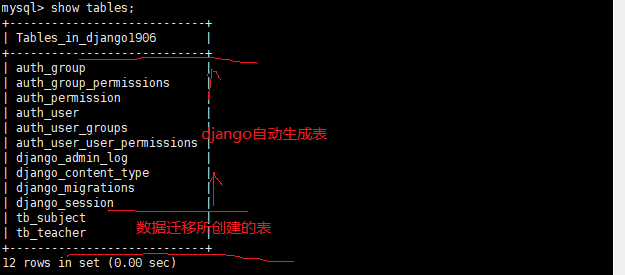 mysql> show tables;
+----------------------------+
| Tables_in_django1906       |
+----------------------------+
| auth_group                 |
| auth_group_permissions     |
| auth_permission            |
| auth_user                  |
| auth_user_groups           |
django自动生成表
| auth_user_user_permissions |
| django_admin_log           |
| django_content_type        |
| django_migrations          |
| django_session             |
| tb_subject                 |
数据迁移所创建的表
| tb_teacher                 |
+----------------------------+
12 rows in set (0.00 sec)